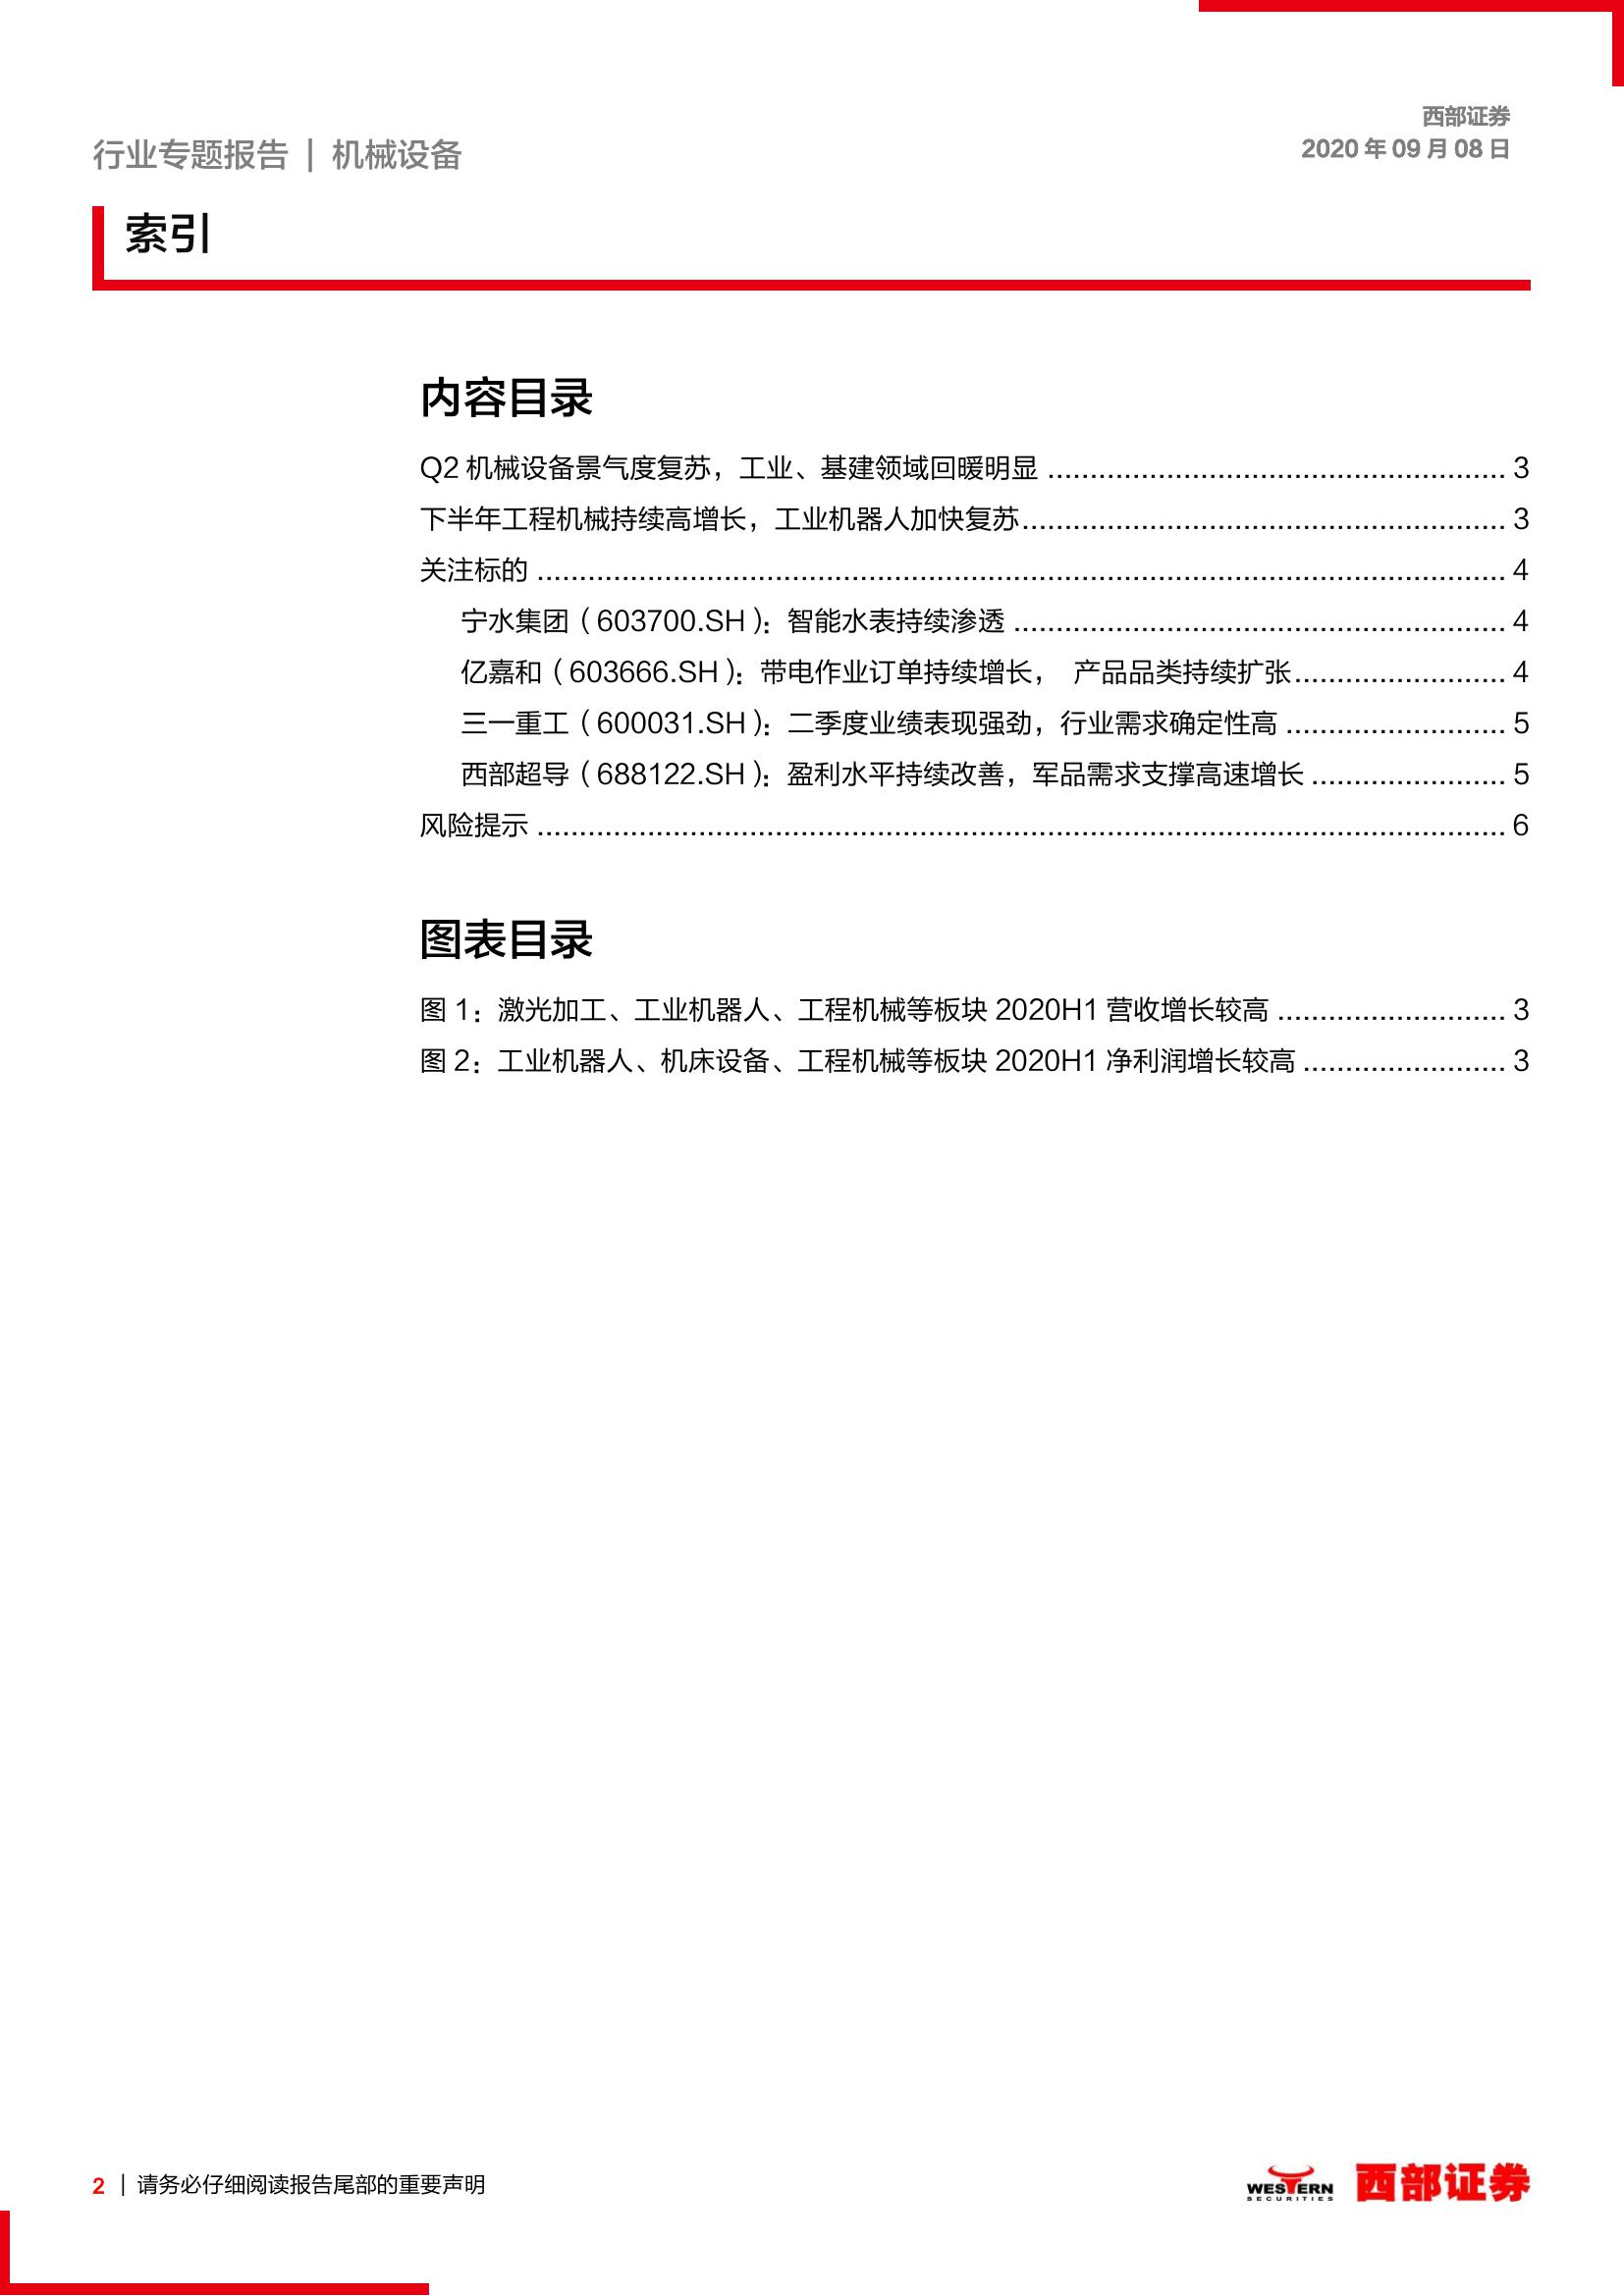 西部证券
行业专题报告 | 机械设备
2020 年 09 月 08 日
索引
内容目录
Q2 机械设备景气度复苏，工业、基建领域回暖明显 ...................................................... 3
下半年工程机械持续高增长，工业机器人加快复苏......................................................... 3
关注标的 .................................................................................................................. 4
宁水集团（603700.SH）：智能水表持续渗透 .......................................................... 4
亿嘉和（603666.SH）：带电作业订单持续增长， 产品品类持续扩张......................... 4
三一重工（600031.SH）：二季度业绩表现强劲，行业需求确定性高 .......................... 5
西部超导（688122.SH）：盈利水平持续改善，军品需求支撑高速增长 ....................... 5
风险提示 .................................................................................................................. 6
图表目录
图 1：激光加工、工业机器人、工程机械等板块 2020H1 营收增长较高 ........................... 3
图 2：工业机器人、机床设备、工程机械等板块 2020H1 净利润增长较高 ........................ 3
2 | 请务必仔细阅读报告尾部的重要声明
WESTERN
SECURITIES
西部证券